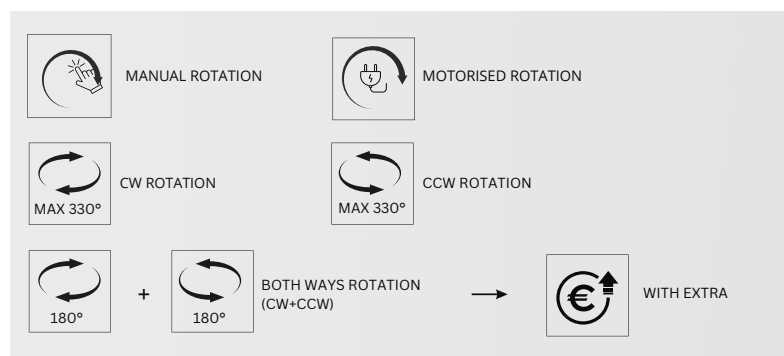 MANUAL ROTATION
MOTORISED ROTATION
MAX 330°
CW ROTATION
MAX 330°
CCW ROTATION
180°
+
180°
BOTH WAYS ROTATION
(CW+CCW)
€
WITH EXTRA